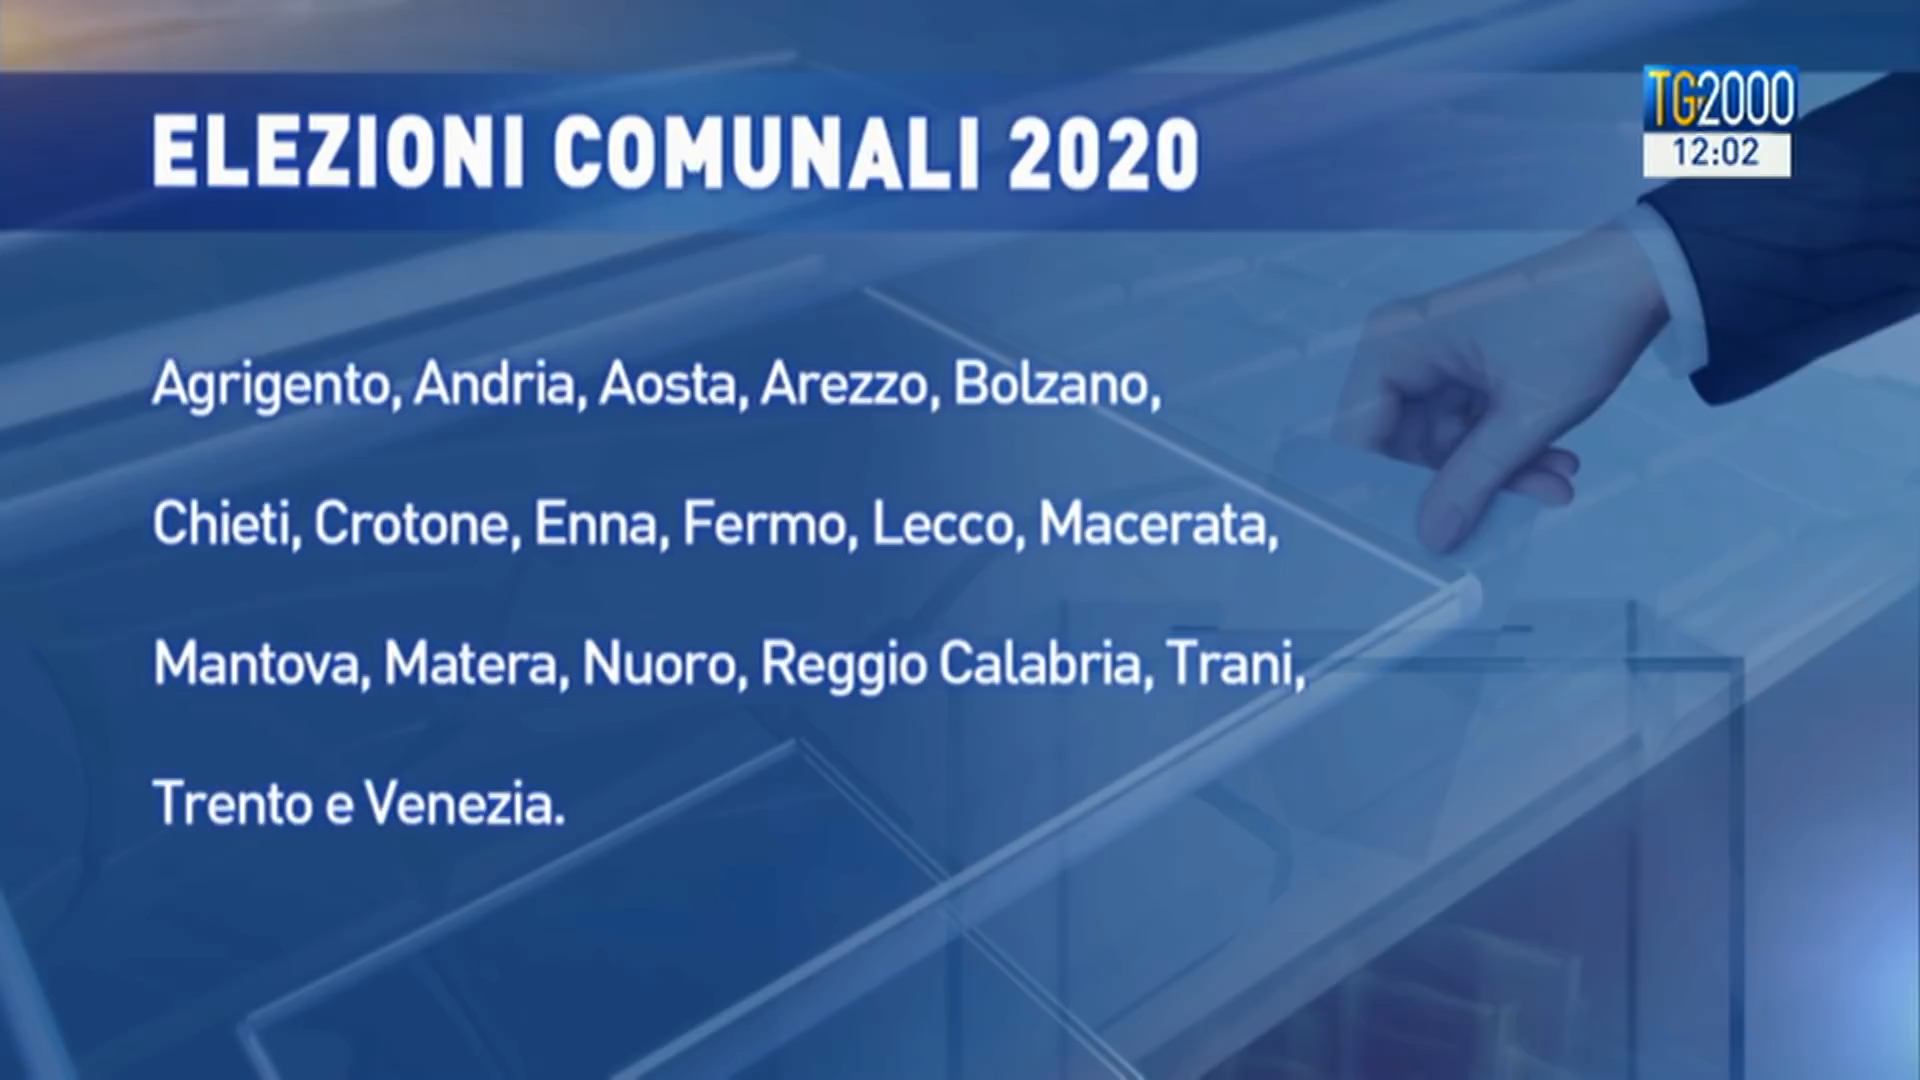 ELEZIONI COMUNALI 2020
TG2000
12:02
Agrigento, Andria, Aosta, Arezzo, Bolzano,
Chieti, Crotone, Enna, Fermo, Lecco, Macerata,
Mantova, Matera, Nuoro, Reggio Calabria, Trani,
Trento e Venezia.